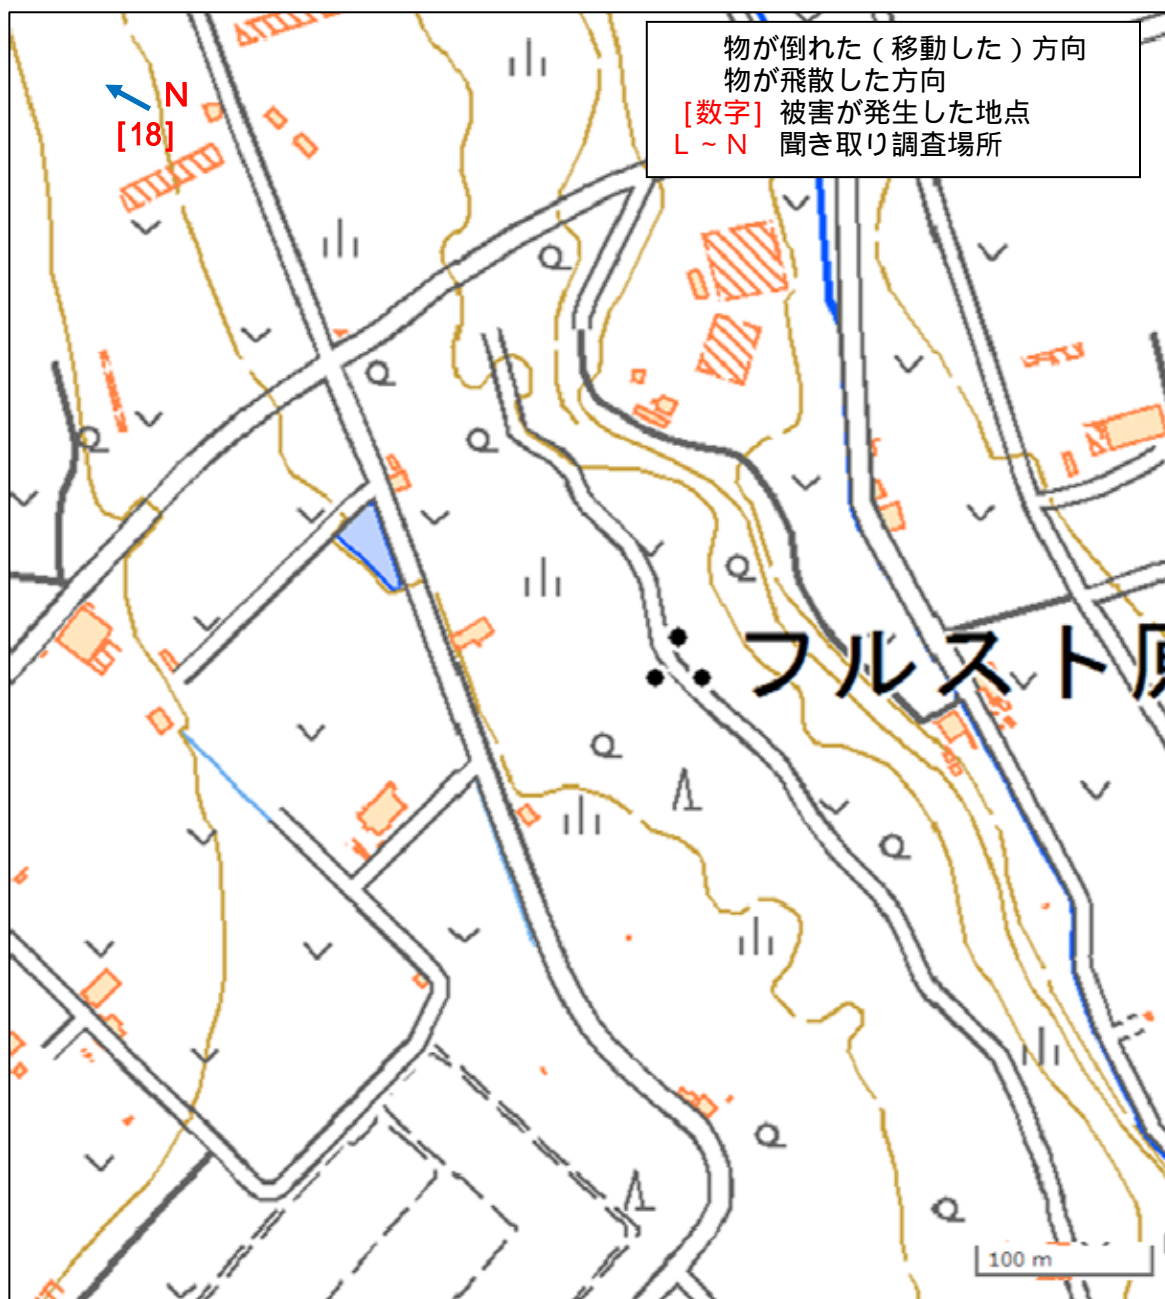 物が倒れた(移動した)方向
物が飛散した方向
[数字] 被害が発生した地点
L~N 聞き取り調査場所
N
[18]
フルスト原
100 m